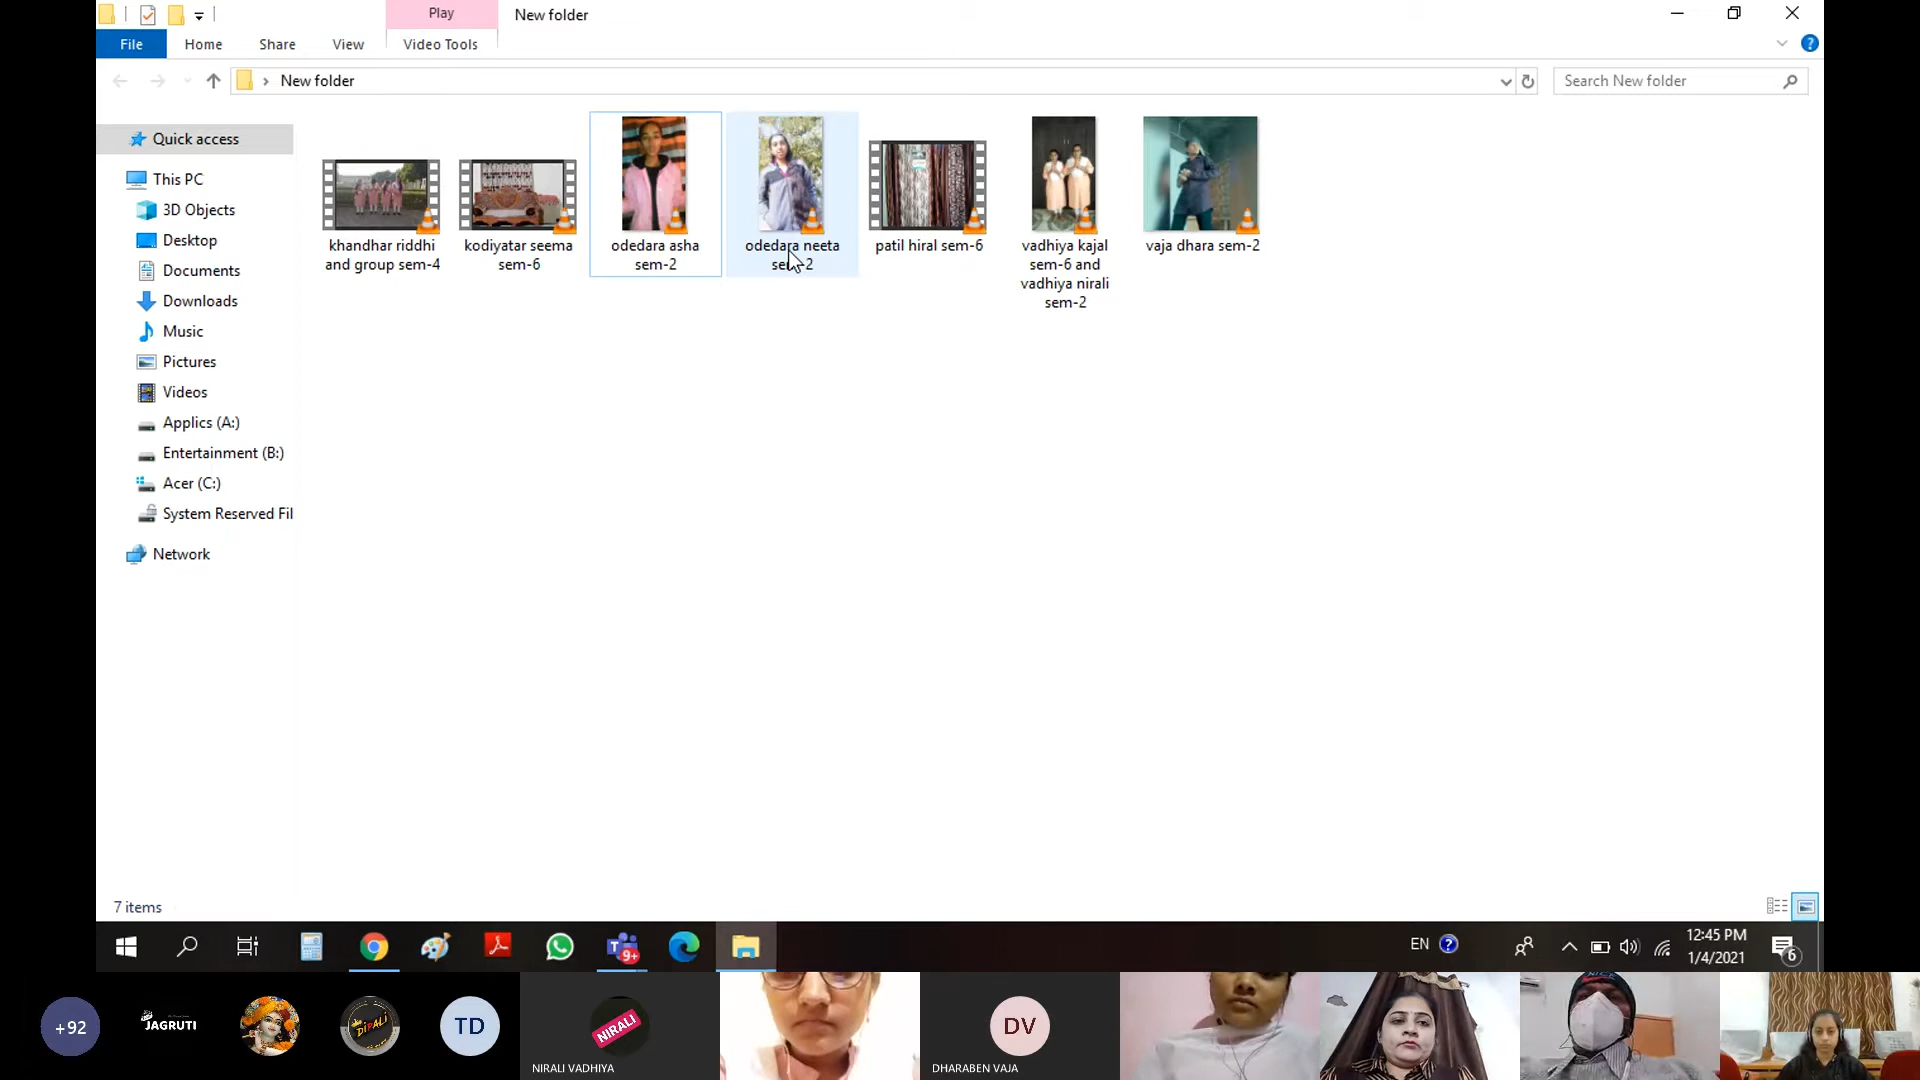 Play
New folder
File
Home
Share
View
Video Tools
New folder
Search New folder
Quick access
This PC
3D Objects
Desktop
Documents
Downloads
Music
Pictures
Videos
Applics (A:)
Entertainment (B:)
Acer (C:)
System Reserved Fil
Network
khandhar riddhi
and group sem-4
kodiyatar seema
sem-6
odedara asha
sem-2
odedara neeta
sem-2
patil hiral sem-6
vadhiya kajal
sem-6 and
vadhiya nirali
sem-2
vaja dhara sem-2
7 items
9+
EN
12:45 PM
1/4/2021
6
+92
JAGRUTI
DIPALI
TD
NIRALI
NIRALI VADHIYA
DV
DHARABEN VAJA